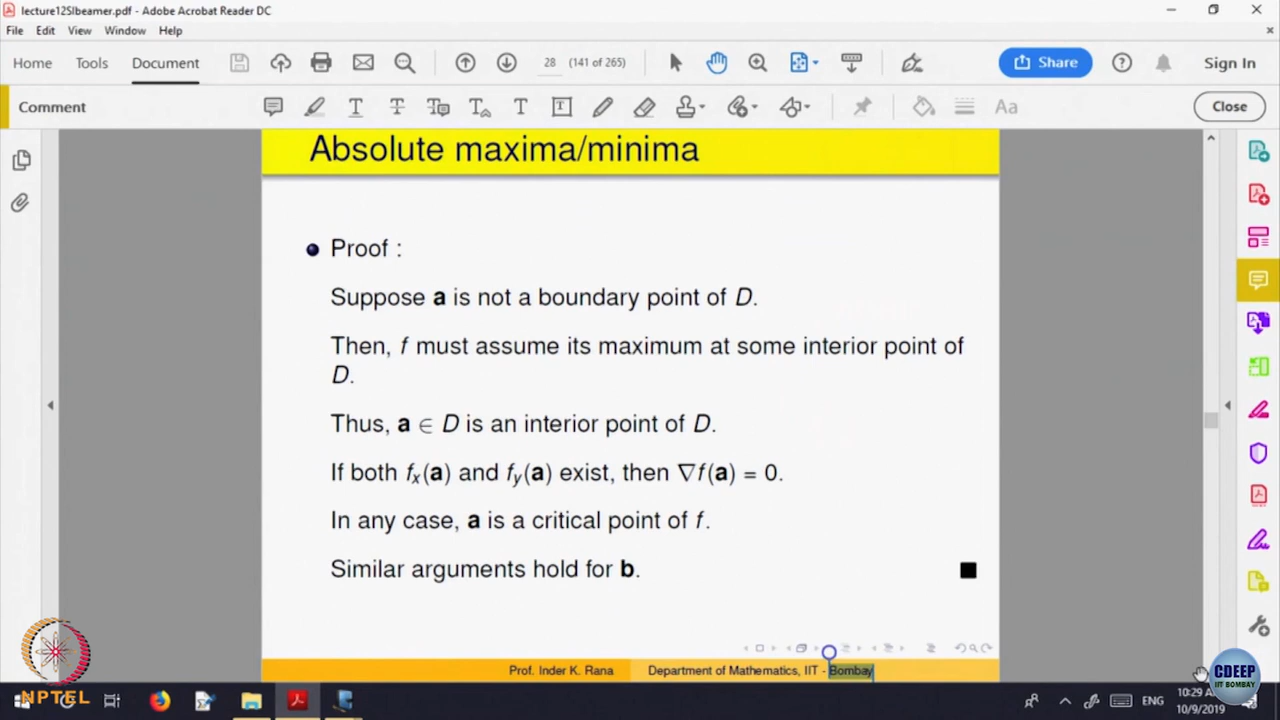 lecture12Slbeamer.pdf - Adobe Acrobat Reader DC
File Edit View Window Help
Home Tools Document 28 (141 of 265) Share Sign In
Comment Aa Close
Absolute maxima/minima
Proof :
Suppose a is not a boundary point of D.
Then, f must assume its maximum at some interior point of
D.
Thus, a ∈ D is an interior point of D.
If both fₓ(a) and f_y(a) exist, then ∇f(a) = 0.
In any case, a is a critical point of f.
Similar arguments hold for b.
Prof. Inder K. Rana Department of Mathematics, IIT - Bombay
NPTEL
CDEEP
IIT BOMBAY
ENG
10:29
10/9/2019